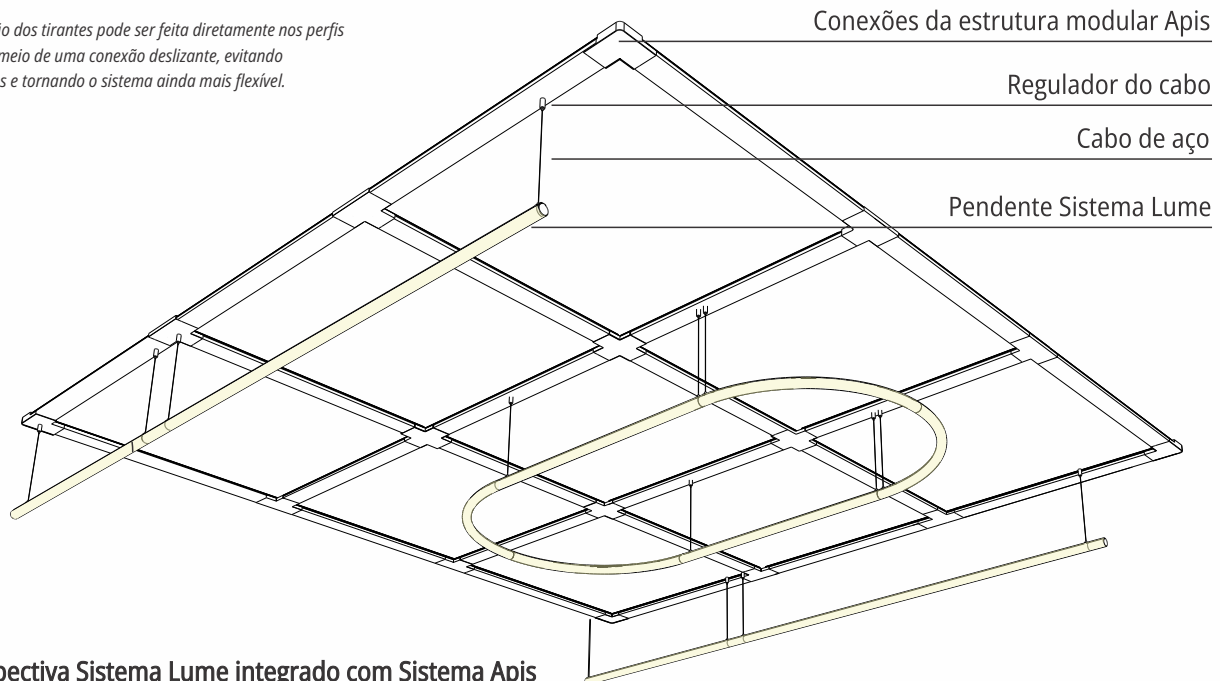 dos tirantes pode ser feita diretamente nos perfis
meio de uma conexão deslizante, evitando
e tornando o sistema ainda mais flexível.
Conexões da estrutura modular Apis
Regulador do cabo
Cabo de aço
Pendente Sistema Lume
Sistema Lume integrado com Sistema Apis